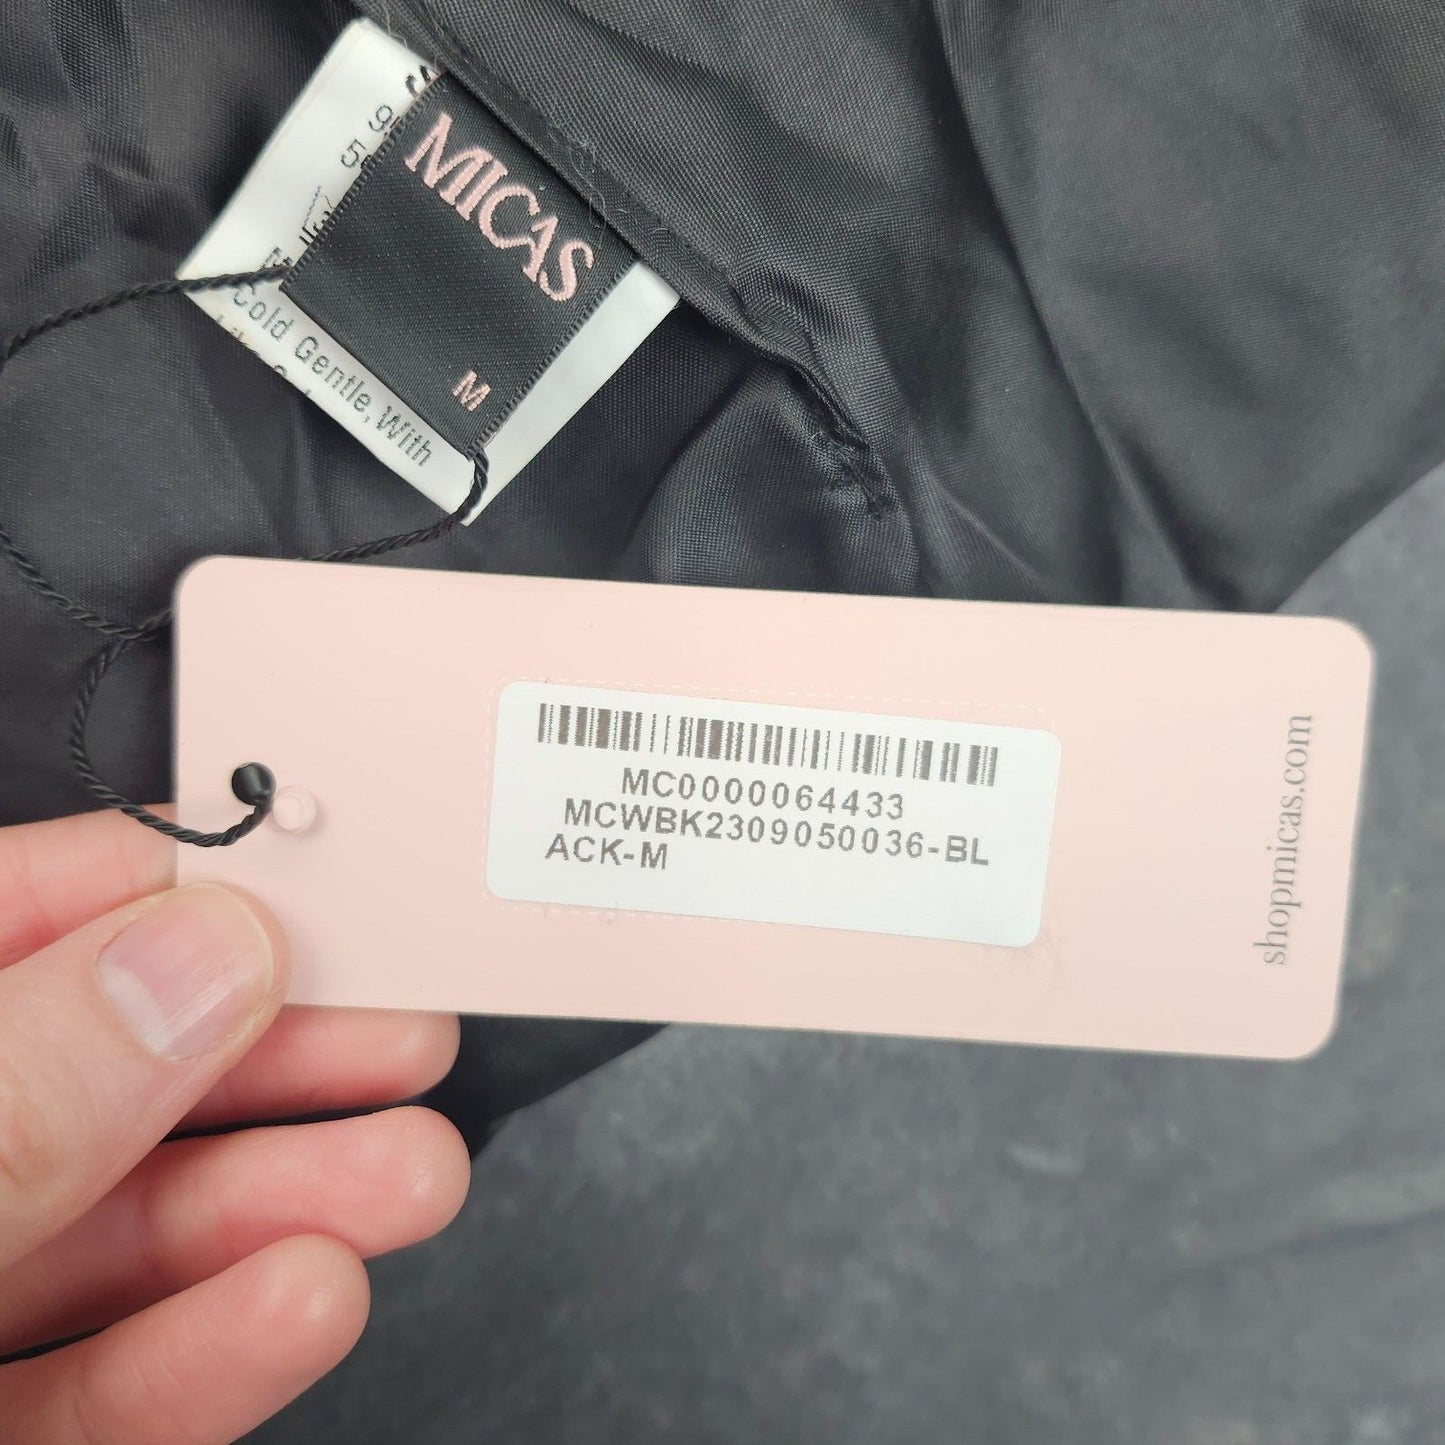 MICAS
M
Cold Gentle, With
MC0000064433
MCWBK2309050036-BL
ACK-M
shopmicas.com